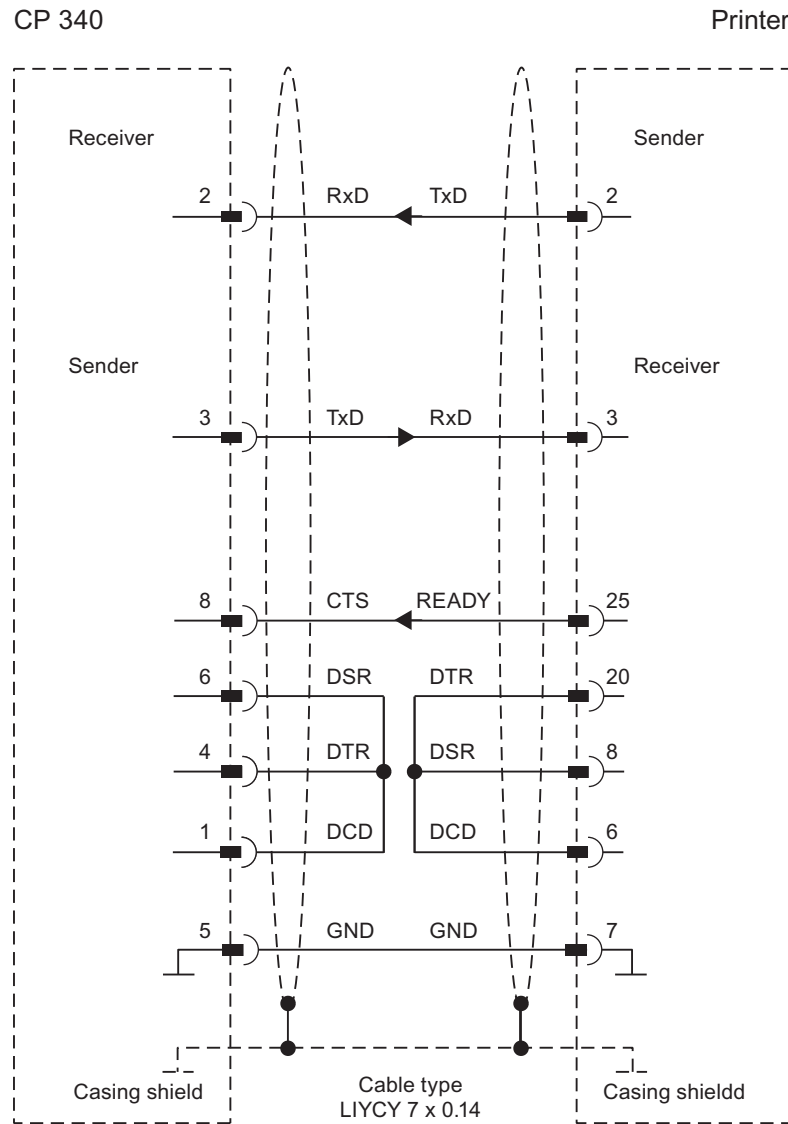 CP 340 Printer
Receiver Sender
2 RxD TxD 2
Sender Receiver
3 TxD RxD 3
8 CTS READY 25
6 DSR DTR 20
4 DTR DSR 8
1 DCD DCD 6
5 GND GND 7
Casing shield Cable type Casing shieldd
LIYCY 7 x 0.14